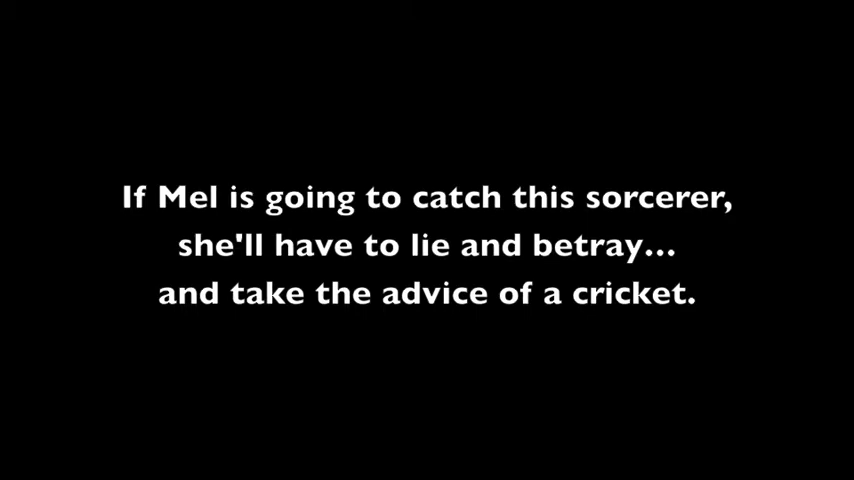 If Mel is going to catch this sorcerer,
she'll have to lie and betray...
and take the advice of a cricket.